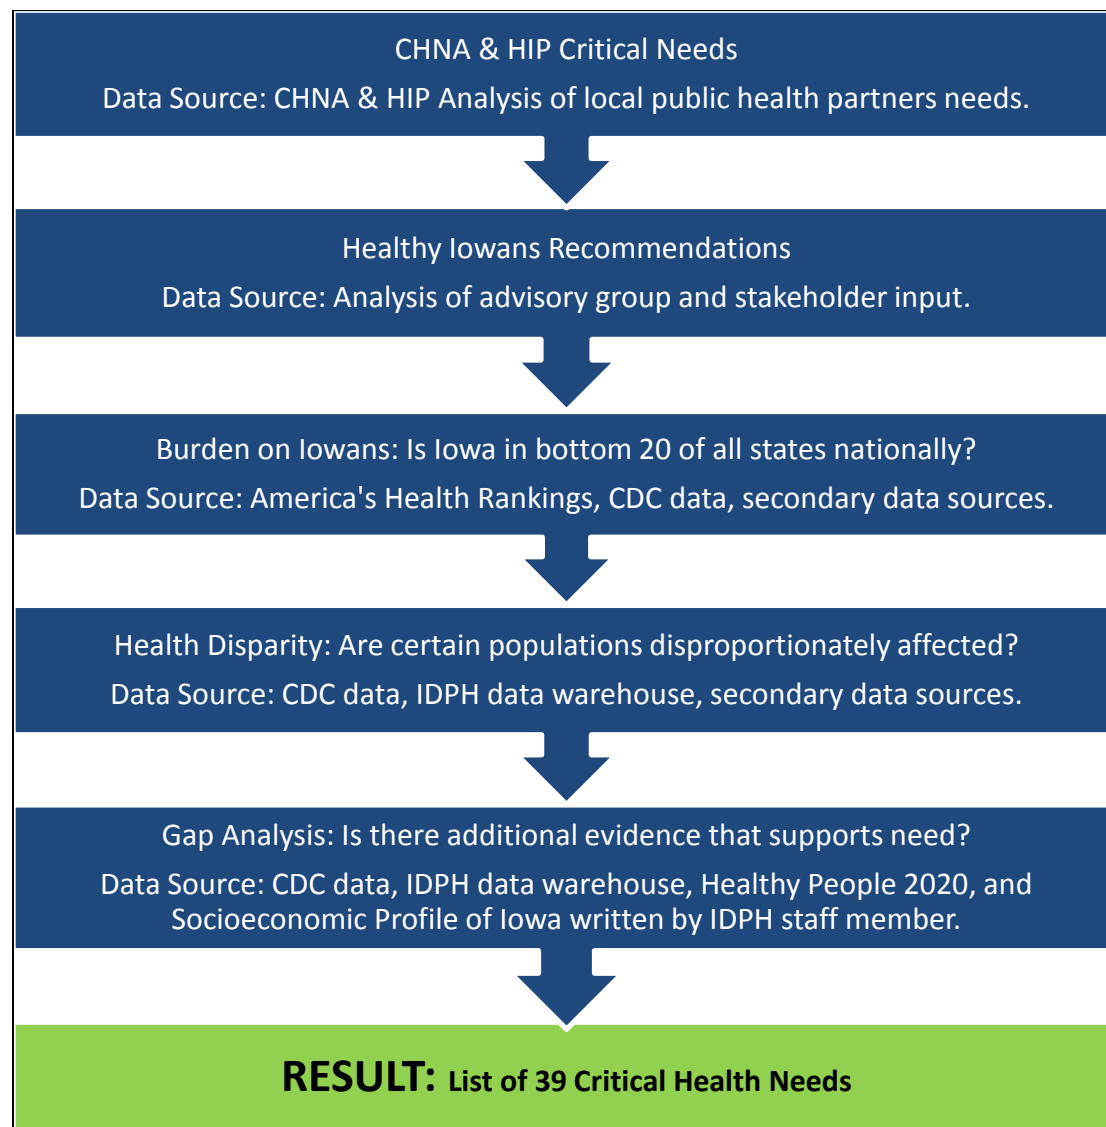 CHNA & HIP Critical Needs
Data Source: CHNA & HIP Analysis of local public health partners needs.
Healthy Iowans Recommendations
Data Source: Analysis of advisory group and stakeholder input.
Burden on Iowans: Is Iowa in bottom 20 of all states nationally?
Data Source: America's Health Rankings, CDC data, secondary data sources.
Health Disparity: Are certain populations disproportionately affected?
Data Source: CDC data, IDPH data warehouse, secondary data sources.
Gap Analysis: Is there additional evidence that supports need?
Data Source: CDC data, IDPH data warehouse, Healthy People 2020, and
Socioeconomic Profile of Iowa written by IDPH staff member.
RESULT: List of 39 Critical Health Needs